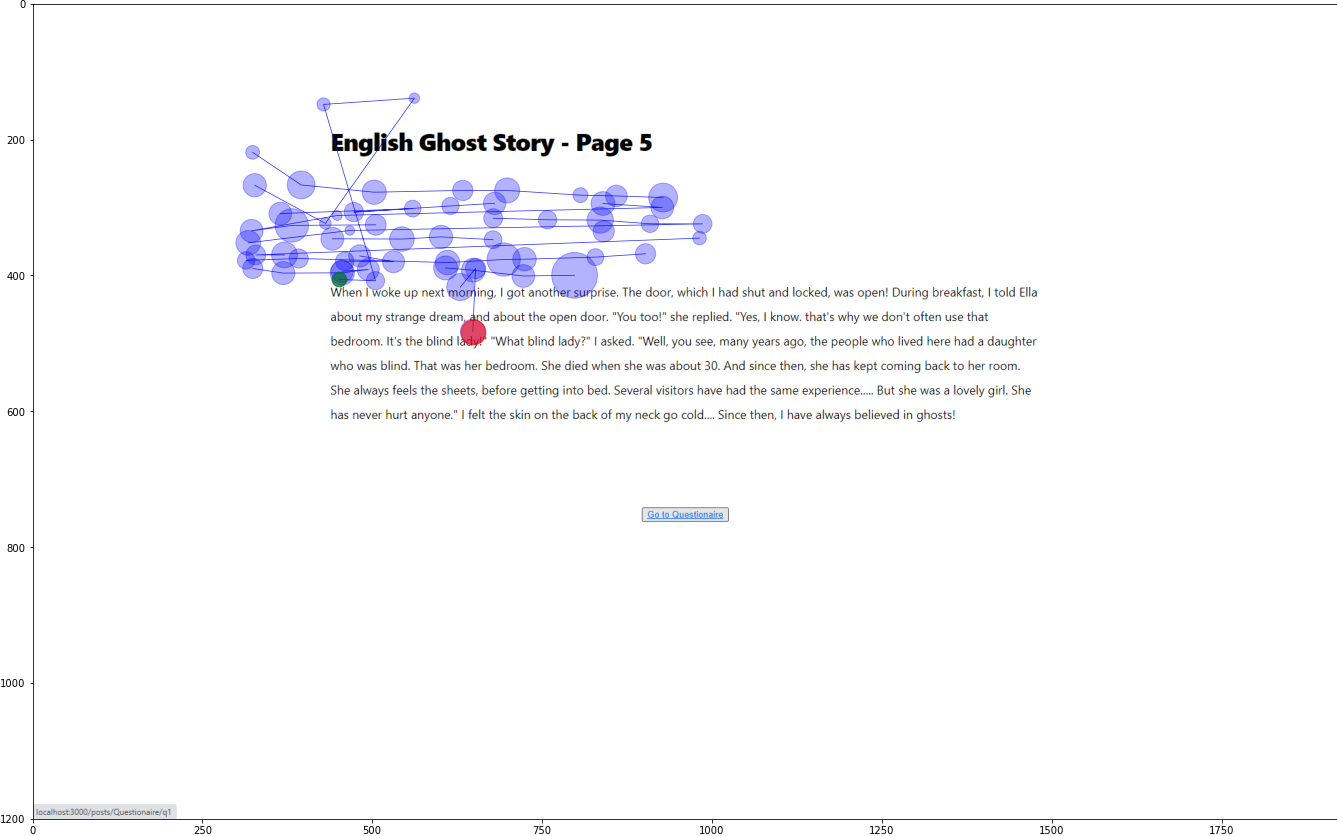 0
200
400
600
800
1000
1200
English Ghost Story - Page 5
When I woke up next morning, I got another surprise. The door, which I had shut and locked, was open! During breakfast, I told Ella
about my strange dream, and about the open door. "You too!" she replied. "Yes, I know. that's why we don't often use that
bedroom. It's the blind lady!" "What blind lady?" I asked. "Well, you see, many years ago, the people who lived here had a daughter
who was blind. That was her bedroom. She died when she was about 30. And since then, she has kept coming back to her room.
She always feels the sheets, before getting into bed. Several visitors have had the same experience..... But she was a lovely girl. She
has never hurt anyone." I felt the skin on the back of my neck go cold.... Since then, I have always believed in ghosts!
Go to Questionaire
localhost:3000/posts/Questionaire/q1
0 250 500 750 1000 1250 1500 1750